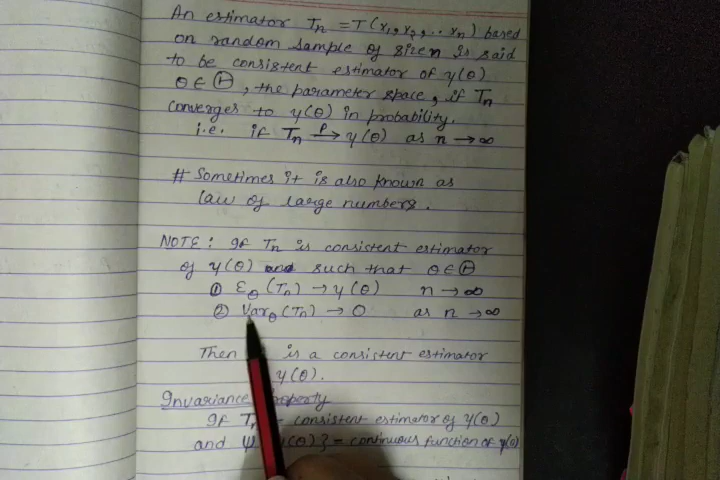 An estimator Tn = T(x1, x2, .. xn) based
on random sample of size n is said
to be consistent estimator of γ(θ)
θ ∈ Ⓗ, the parameter space, if Tn
converges to γ(θ) in probability.
i.e. if Tn →ᴾ γ(θ) as n → ∞
# Sometimes it is also known as
law of large numbers.
NOTE: If Tn is consistent estimator
of γ(θ) and such that θ ∈ Ⓗ
① Eθ(Tn) → γ(θ) n → ∞
② Varθ(Tn) → 0 as n → ∞
Then is a consistent estimator
γ(θ).
Invariance Property
If consistent estimator of γ(θ)
and ψ γ(θ)} = continuous function of γ(θ)